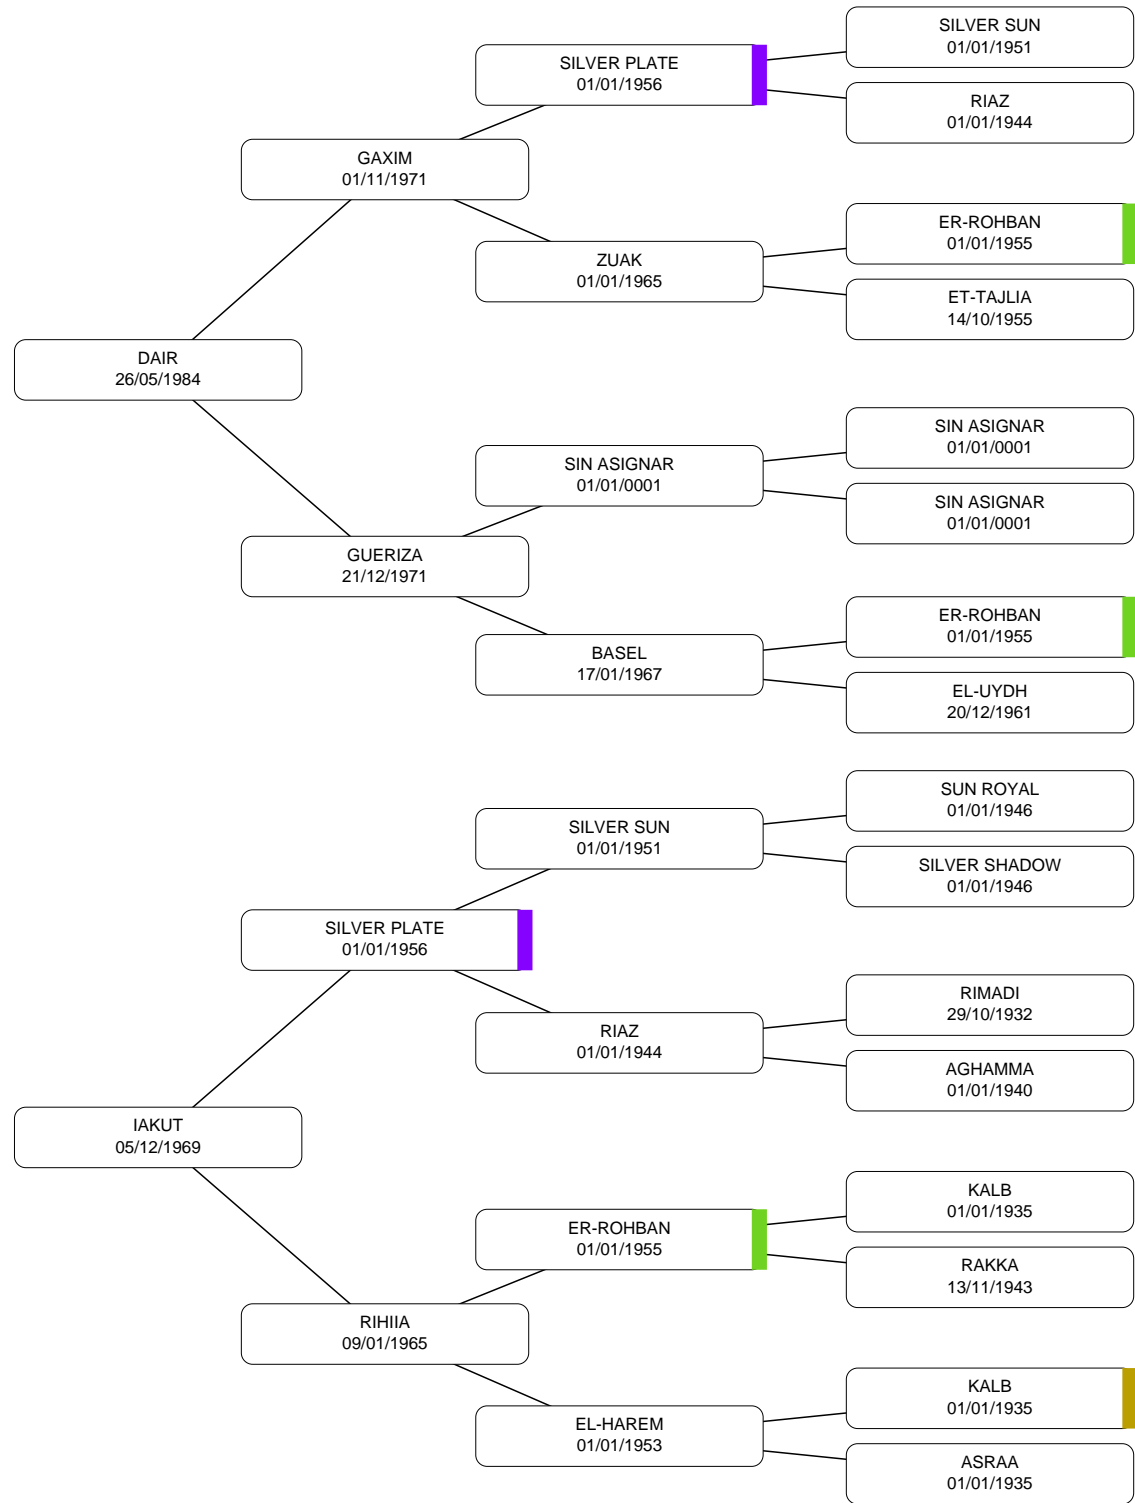 SILVER SUN
01/01/1951
SILVER PLATE
01/01/1956
RIAZ
01/01/1944
GAXIM
01/11/1971
ER-ROHBAN
01/01/1955
ZUAK
01/01/1965
ET-TAJLIA
14/10/1955
DAIR
26/05/1984
SIN ASIGNAR
01/01/0001
SIN ASIGNAR
01/01/0001
SIN ASIGNAR
01/01/0001
GUERIZA
21/12/1971
ER-ROHBAN
01/01/1955
BASEL
17/01/1967
EL-UYDH
20/12/1961
SUN ROYAL
01/01/1946
SILVER SUN
01/01/1951
SILVER SHADOW
01/01/1946
SILVER PLATE
01/01/1956
RIMADI
29/10/1932
RIAZ
01/01/1944
AGHAMMA
01/01/1940
IAKUT
05/12/1969
KALB
01/01/1935
ER-ROHBAN
01/01/1955
RAKKA
13/11/1943
RIHIIA
09/01/1965
KALB
01/01/1935
EL-HAREM
01/01/1953
ASRAA
01/01/1935